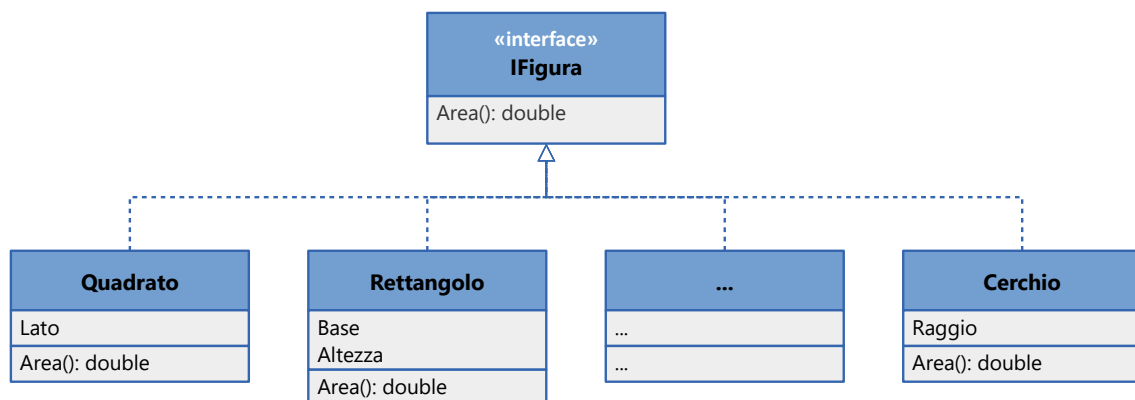 «interface»
IFigura
Area(): double
Quadrato
Lato
Area(): double
Rettangolo
Base
Altezza
Area(): double
...
...
...
Cerchio
Raggio
Area(): double